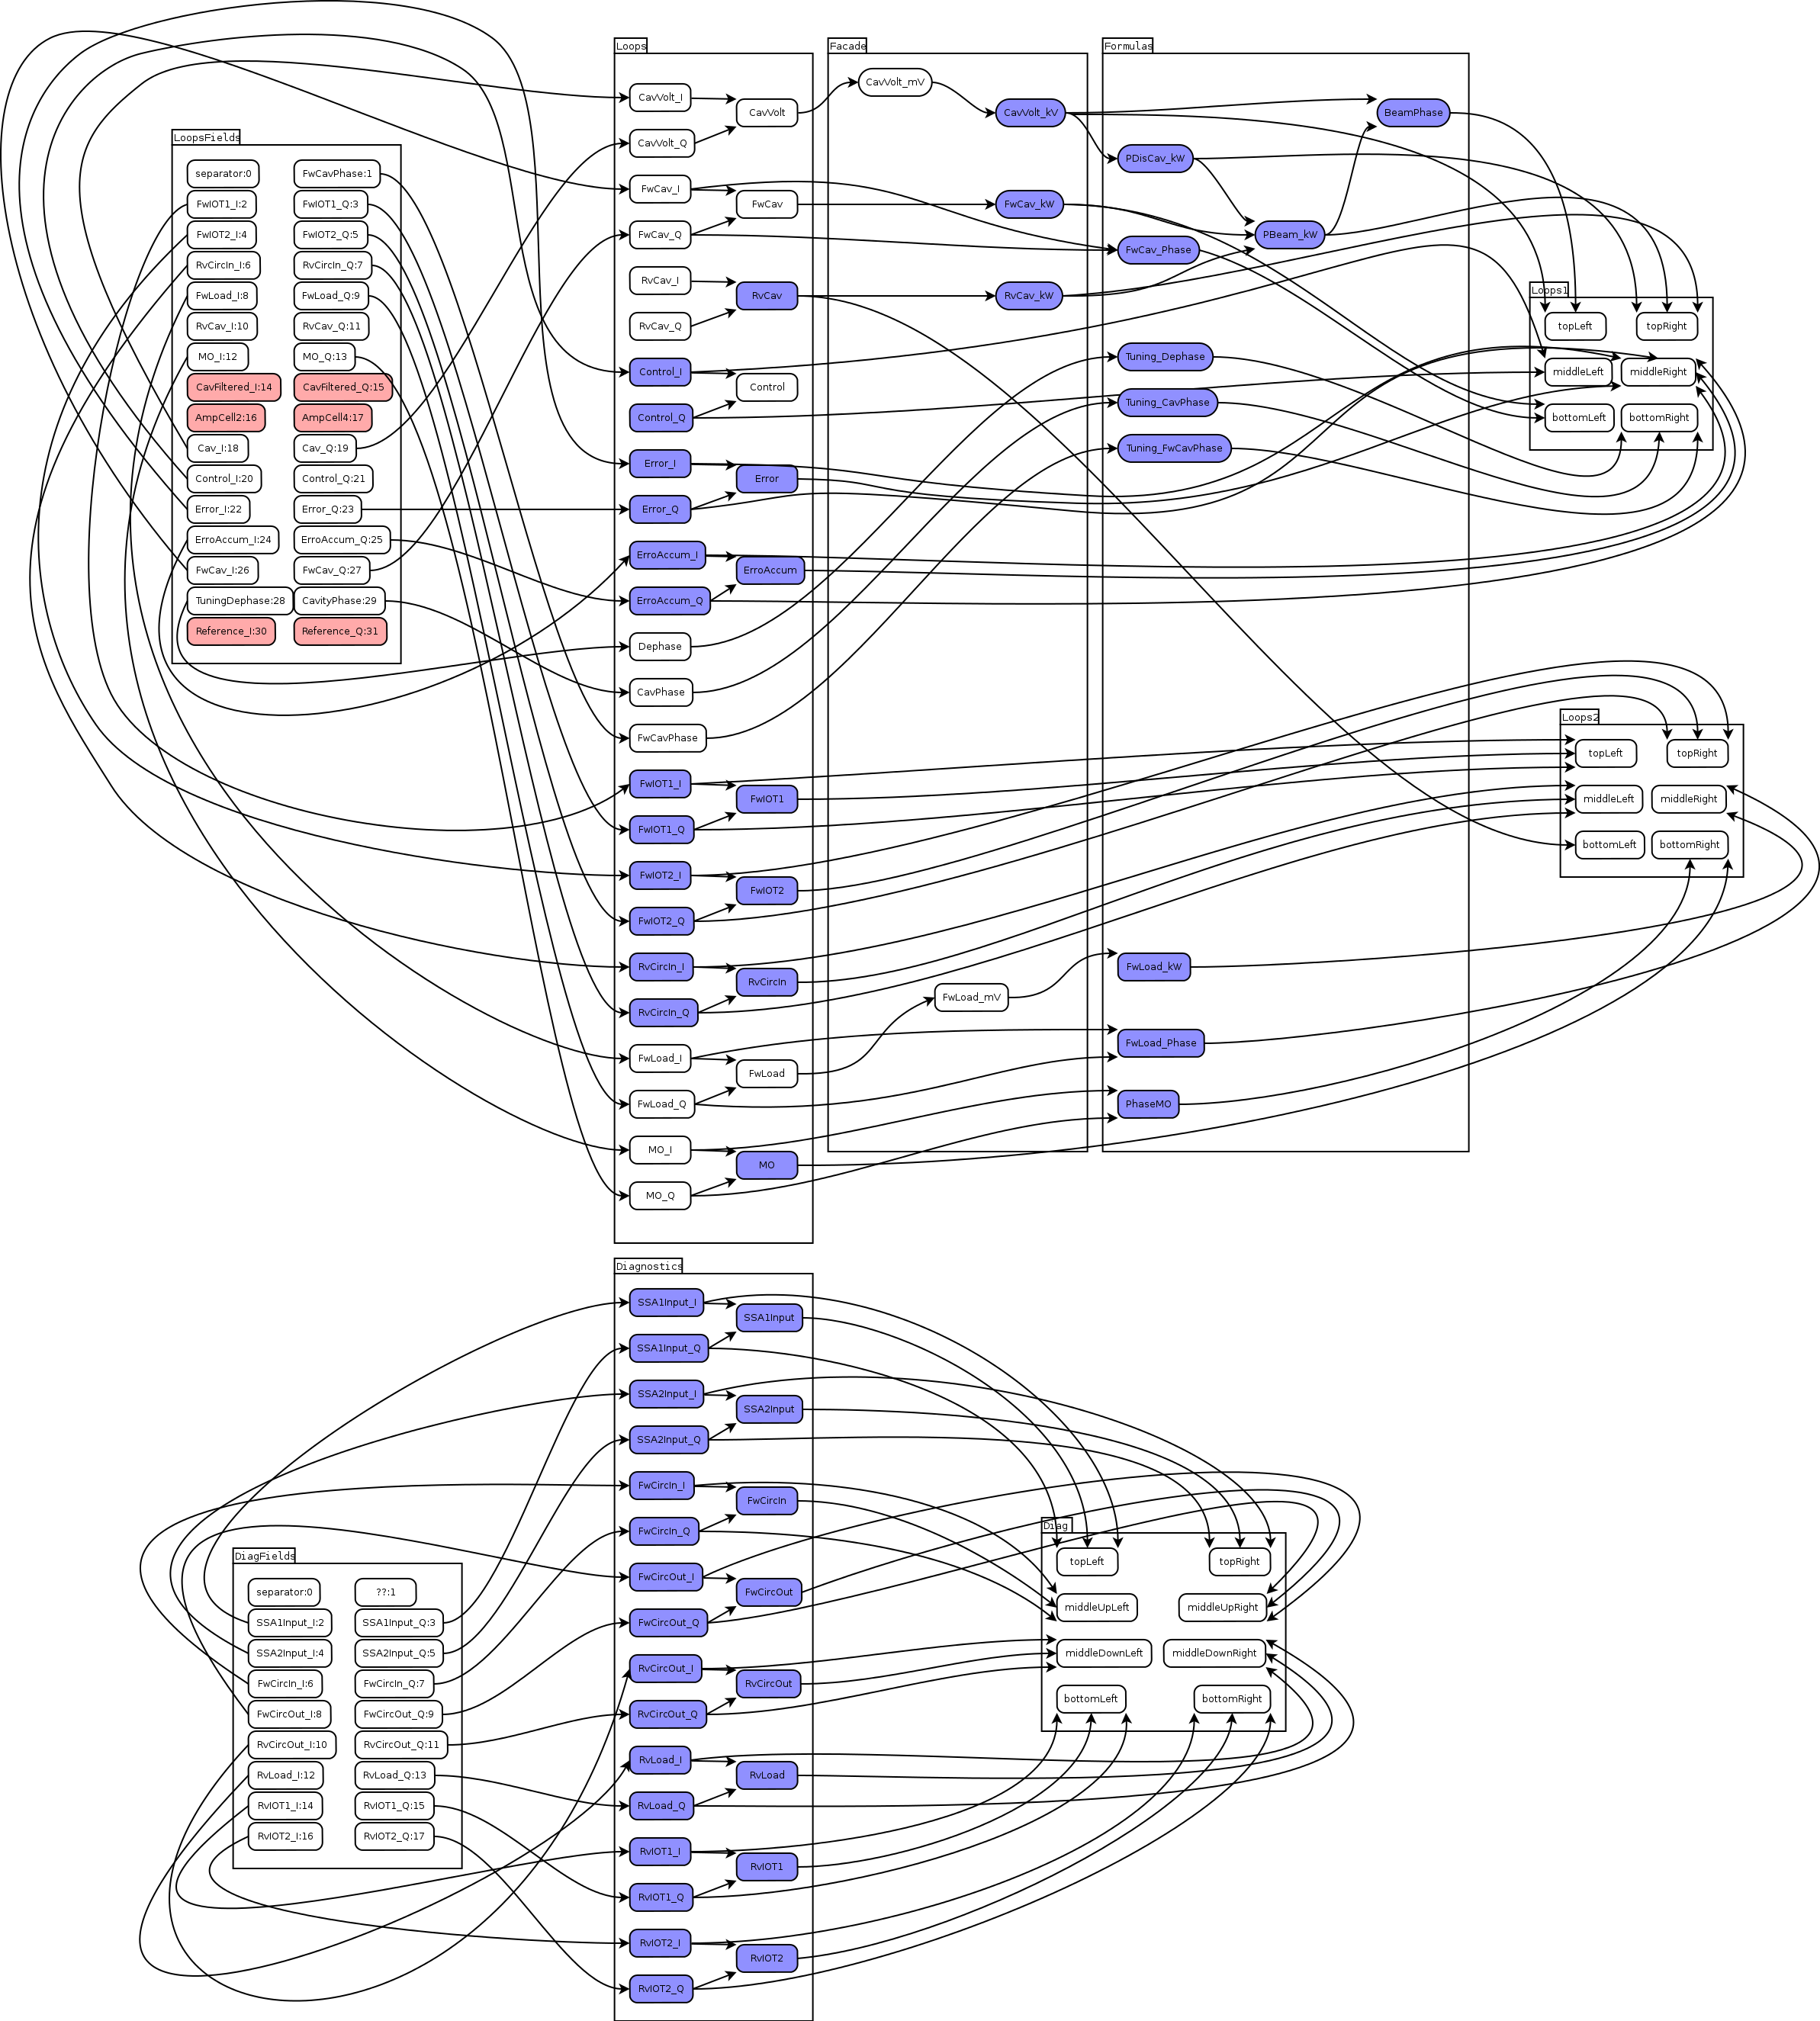 Loops
Facade
Formulas
CavVolt_mV
CavVolt_I
CavVolt
CavVolt_kV
BeamPhase
CavVolt_Q
PDisCav_kW
FwCav_I
FwCav
FwCav_kW
FwCav_Q
FwCav_Phase
PBeam_kW
RvCav_I
RvCav
RvCav_kW
RvCav_Q
Tuning_Dephase
Control_I
Control
Tuning_CavPhase
Control_Q
Tuning_FwCavPhase
Error_I
Error
Error_Q
ErroAccum_I
ErroAccum
ErroAccum_Q
Dephase
CavPhase
FwCavPhase
FwIOT1_I
FwIOT1
FwIOT1_Q
FwIOT2_I
FwIOT2
FwIOT2_Q
RvCircIn_I
RvCircIn
FwLoad_kW
RvCircIn_Q
FwLoad_mV
FwLoad_I
FwLoad
FwLoad_Phase
FwLoad_Q
PhaseMO
MO_I
MO
MO_Q
LoopsFields
separator:0 FwCavPhase:1
FwIOT1_I:2 FwIOT1_Q:3
FwIOT2_I:4 FwIOT2_Q:5
RvCircIn_I:6 RvCircIn_Q:7
FwLoad_I:8 FwLoad_Q:9
RvCav_I:10 RvCav_Q:11
MO_I:12 MO_Q:13
CavFiltered_I:14 CavFiltered_Q:15
AmpCell2:16 AmpCell4:17
Cav_I:18 Cav_Q:19
Control_I:20 Control_Q:21
Error_I:22 Error_Q:23
ErroAccum_I:24 ErroAccum_Q:25
FwCav_I:26 FwCav_Q:27
TuningDephase:28 CavityPhase:29
Reference_I:30 Reference_Q:31
Loops1
topLeft topRight
middleLeft middleRight
bottomLeft bottomRight
Loops2
topLeft topRight
middleLeft middleRight
bottomLeft bottomRight
Diagnostics
SSA1Input_I
SSA1Input
SSA1Input_Q
SSA2Input_I
SSA2Input
SSA2Input_Q
FwCircIn_I
FwCircIn
FwCircIn_Q
FwCircOut_I
FwCircOut
FwCircOut_Q
RvCircOut_I
RvCircOut
RvCircOut_Q
RvLoad_I
RvLoad
RvLoad_Q
RvIOT1_I
RvIOT1
RvIOT1_Q
RvIOT2_I
RvIOT2
RvIOT2_Q
DiagFields
separator:0 ??:1
SSA1Input_I:2 SSA1Input_Q:3
SSA2Input_I:4 SSA2Input_Q:5
FwCircIn_I:6 FwCircIn_Q:7
FwCircOut_I:8 FwCircOut_Q:9
RvCircOut_I:10 RvCircOut_Q:11
RvLoad_I:12 RvLoad_Q:13
RvIOT1_I:14 RvIOT1_Q:15
RvIOT2_I:16 RvIOT2_Q:17
Diag
topLeft topRight
middleUpLeft middleUpRight
middleDownLeft middleDownRight
bottomLeft bottomRight